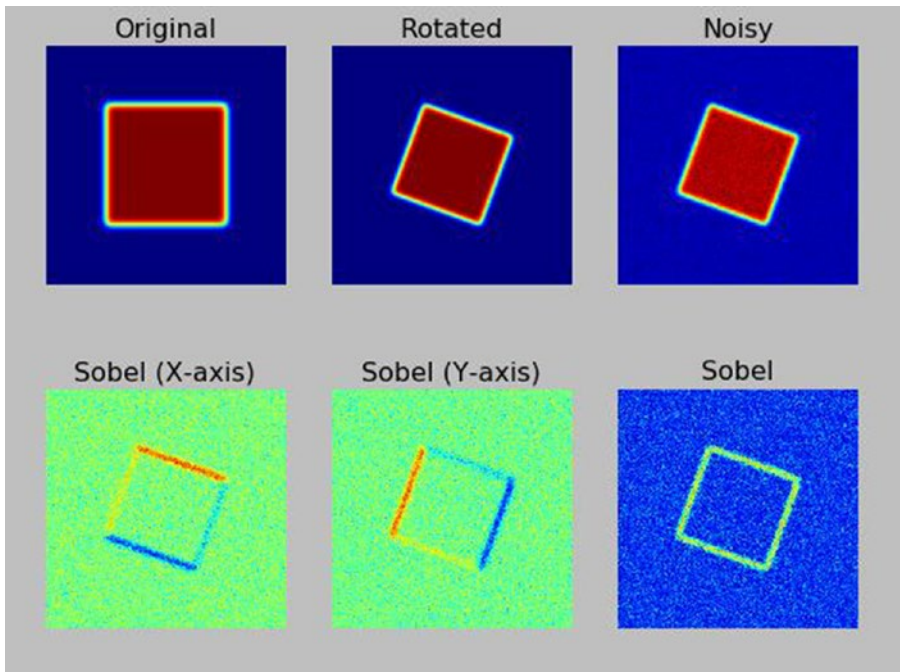 Original
Rotated
Noisy
Sobel (X-axis)
Sobel (Y-axis)
Sobel